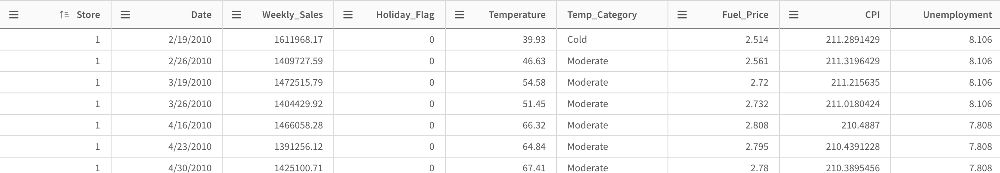 Store Date Weekly_Sales Holiday_Flag Temperature Temp_Category Fuel_Price CPI Unemployment
1 2/19/2010 1611968.17 0 39.93 Cold 2.514 211.2891429 8.106
1 2/26/2010 1409727.59 0 46.63 Moderate 2.561 211.3196429 8.106
1 3/19/2010 1472515.79 0 54.58 Moderate 2.72 211.215635 8.106
1 3/26/2010 1404429.92 0 51.45 Moderate 2.732 211.0180424 8.106
1 4/16/2010 1466058.28 0 66.32 Moderate 2.808 210.4887 7.808
1 4/23/2010 1391256.12 0 64.84 Moderate 2.795 210.4391228 7.808
1 4/30/2010 1425100.71 0 67.41 Moderate 2.78 210.3895456 7.808